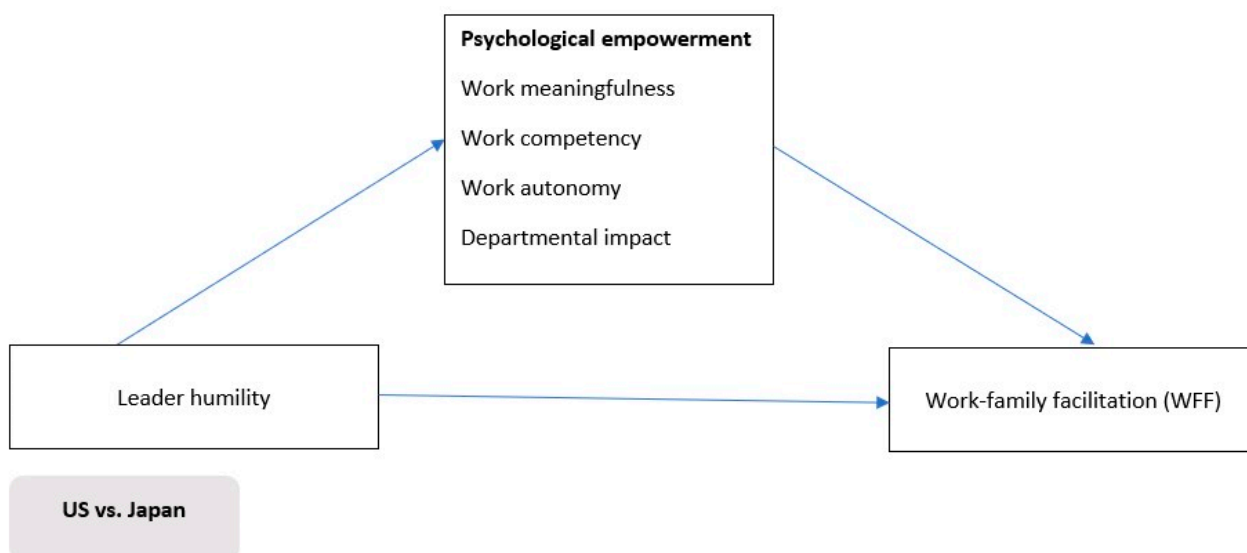 Psychological empowerment
Work meaningfulness
Work competency
Work autonomy
Departmental impact
Leader humility
Work-family facilitation (WFF)
US vs. Japan